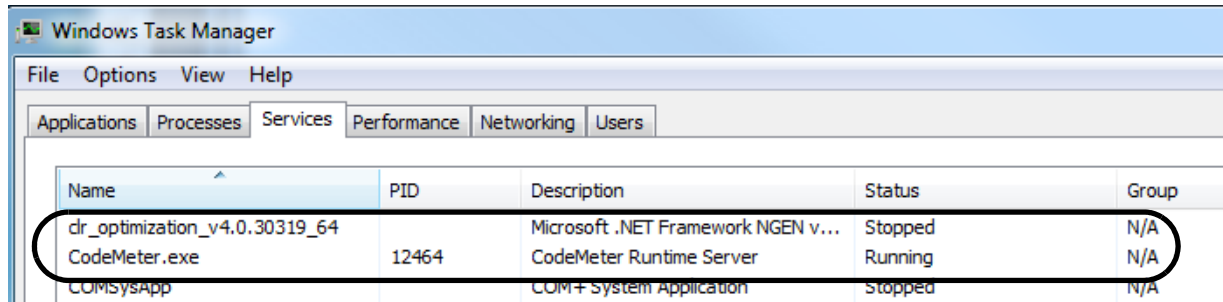 Windows Task Manager
File Options View Help
Applications Processes Services Performance Networking Users
Name PID Description Status Group
clr_optimization_v4.0.30319_64 Microsoft .NET Framework NGEN v... Stopped N/A
CodeMeter.exe 12464 CodeMeter Runtime Server Running N/A
COMSysApp COM+ System Application Stopped N/A